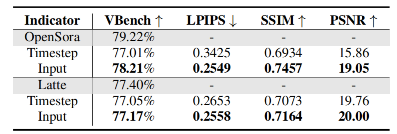 Indicator VBench ↑ LPIPS ↓ SSIM ↑ PSNR ↑
OpenSora 79.22% - - -
Timestep 77.01% 0.3425 0.6934 15.86
Input 78.21% 0.2549 0.7457 19.05
Latte 77.40% - - -
Timestep 77.05% 0.2653 0.7073 19.76
Input 77.17% 0.2558 0.7164 20.00